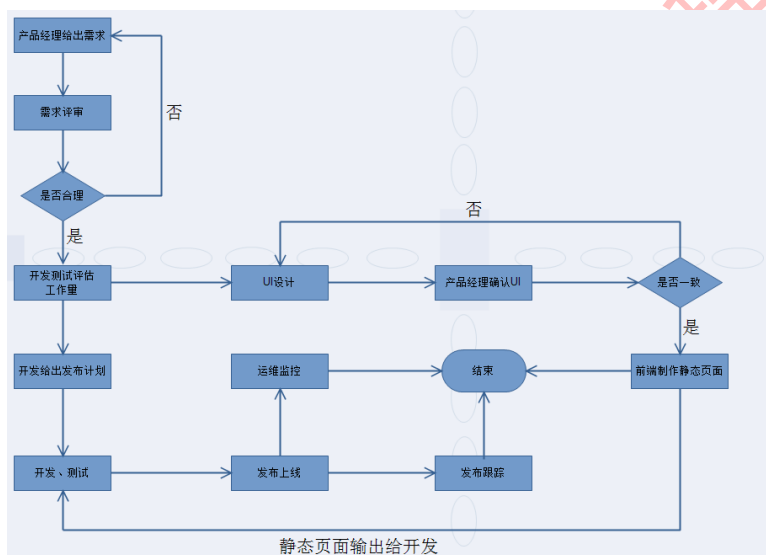 产品经理给出需求
需求评审
否
是否合理
是
否
开发测试评估
工作量
UI设计
产品经理确认UI
是否一致
是
开发给出发布计划
运维监控
结束
前端制作静态页面
开发、测试
发布上线
发布跟踪
静态页面输出给开发